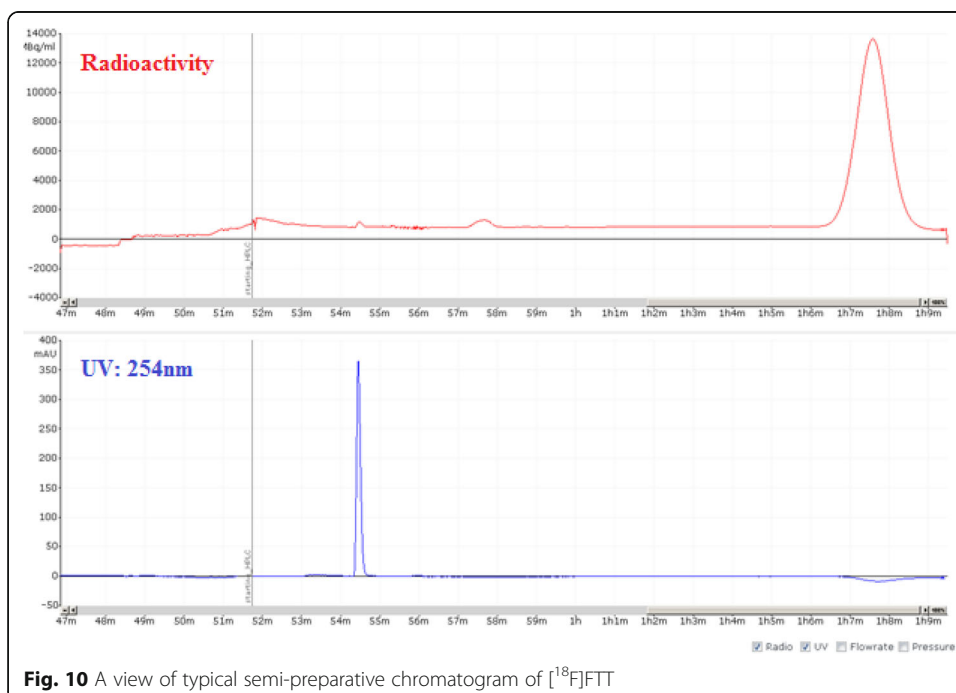 14000
MBq/ml
12000
10000
8000
6000
4000
2000
0
-2000
-4000
Radioactivity
starting_HPLC
100%
47m 48m 49m 50m 51m 52m 53m 54m 55m 56m 57m 58m 59m 1h 1h1m 1h2m 1h3m 1h4m 1h5m 1h6m 1h7m 1h8m 1h9m
400
mAU
350
300
250
200
150
100
50
0
-50
UV: 254nm
starting_HPLC
100%
47m 48m 49m 50m 51m 52m 53m 54m 55m 56m 57m 58m 59m 1h 1h1m 1h2m 1h3m 1h4m 1h5m 1h6m 1h7m 1h8m 1h9m
Radio UV Flowrate Pressure
Fig. 10 A view of typical semi-preparative chromatogram of [¹⁸F]FTT